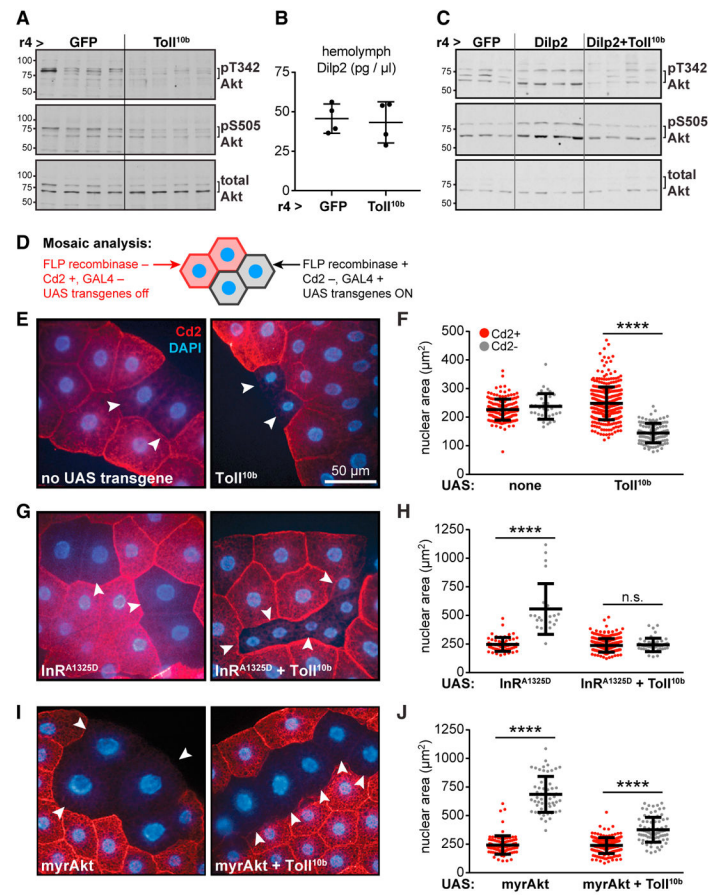 A
r4 >
GFP
Toll10b
100
75
50
pT342
Akt
100
75
50
pS505
Akt
100
75
50
total
Akt
B
hemolymph
Dilp2 (pg / µl)
75
50
25
0
r4 >
GFP
Toll10b
C
r4 >
GFP
Dilp2
Dilp2+Toll10b
100
75
50
pT342
Akt
100
75
50
pS505
Akt
100
75
50
total
Akt
D
Mosaic analysis:
FLP recombinase –
Cd2 +, GAL4 –
UAS transgenes off
FLP recombinase +
Cd2 –, GAL4 +
UAS transgenes ON
E
Cd2
DAPI
no UAS transgene
Toll10b
50 µm
F
Cd2+
Cd2-
****
nuclear area (µm2)
500
400
300
200
100
0
UAS:
none
Toll10b
G
InRA1325D
InRA1325D + Toll10b
H
****
n.s.
nuclear area (µm2)
1250
1000
750
500
250
0
UAS:
InRA1325D
InRA1325D + Toll10b
I
myrAkt
myrAkt + Toll10b
J
****
****
nuclear area (µm2)
1250
1000
750
500
250
0
UAS:
myrAkt
myrAkt + Toll10b